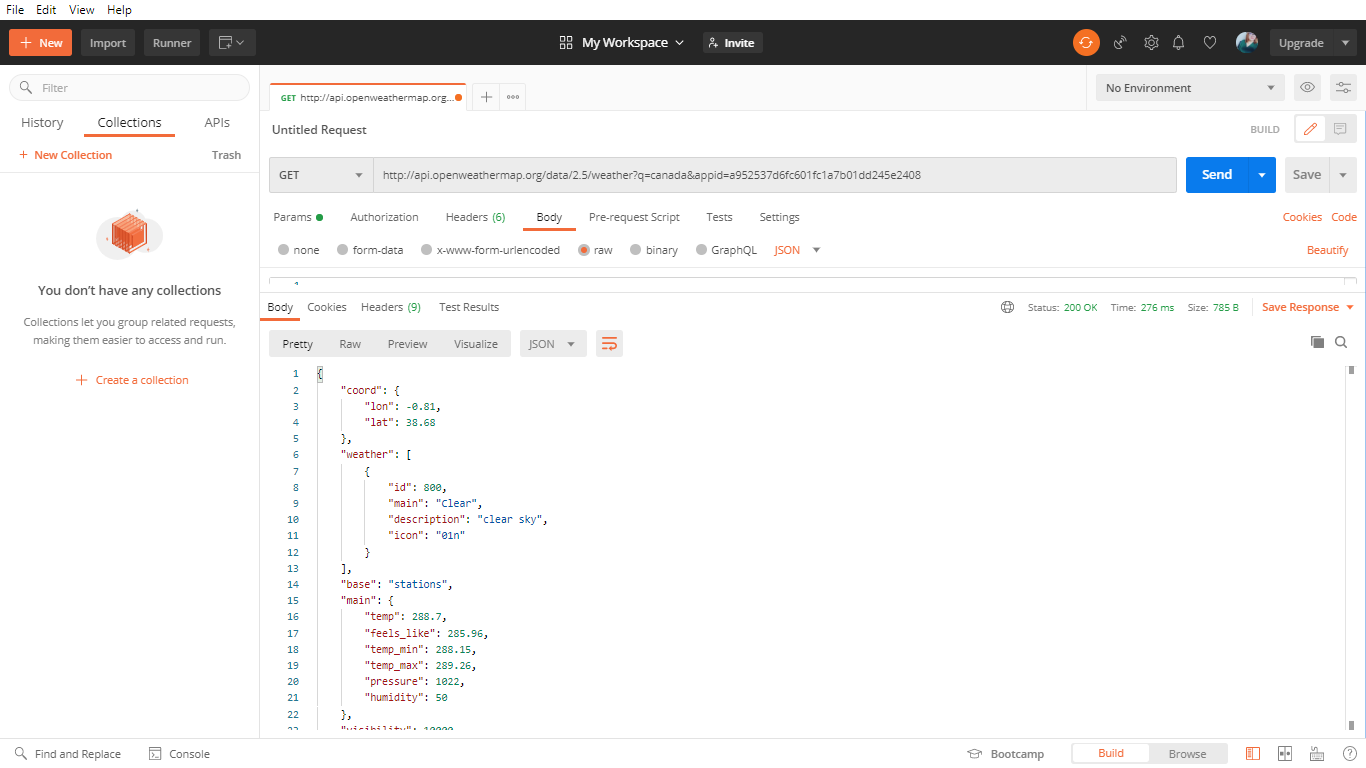 File Edit View Help
New Import Runner My Workspace Invite Upgrade
Filter
History Collections APIs
New Collection Trash
You don't have any collections
Collections let you group related requests,
making them easier to access and run.
Create a collection
GET http://api.openweathermap.org... No Environment
Untitled Request BUILD
GET http://api.openweathermap.org/data/2.5/weather?q=canada&appid=a952537d6fc601fc1a7b01dd245e2408 Send Save
Params Authorization Headers (6) Body Pre-request Script Tests Settings Cookies Code
none form-data x-www-form-urlencoded raw binary GraphQL JSON Beautify
Body Cookies Headers (9) Test Results Status: 200 OK Time: 276 ms Size: 785 B Save Response
Pretty Raw Preview Visualize JSON
1 {
2 "coord": {
3 "lon": -0.81,
4 "lat": 38.68
5 },
6 "weather": [
7 {
8 "id": 800,
9 "main": "Clear",
10 "description": "clear sky",
11 "icon": "01n"
12 }
13 ],
14 "base": "stations",
15 "main": {
16 "temp": 288.7,
17 "feels_like": 285.96,
18 "temp_min": 288.15,
19 "temp_max": 289.26,
20 "pressure": 1022,
21 "humidity": 50
22 },
23 "visibility": 10000
Find and Replace Console Bootcamp Build Browse